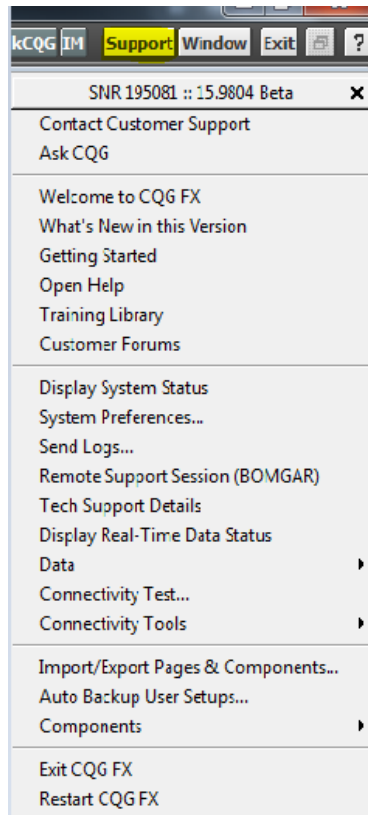 kCQG IM Support Window Exit ?
SNR 195081 :: 15.9804 Beta
Contact Customer Support
Ask CQG
Welcome to CQG FX
What's New in this Version
Getting Started
Open Help
Training Library
Customer Forums
Display System Status
System Preferences...
Send Logs...
Remote Support Session (BOMGAR)
Tech Support Details
Display Real-Time Data Status
Data
Connectivity Test...
Connectivity Tools
Import/Export Pages & Components...
Auto Backup User Setups...
Components
Exit CQG FX
Restart CQG FX